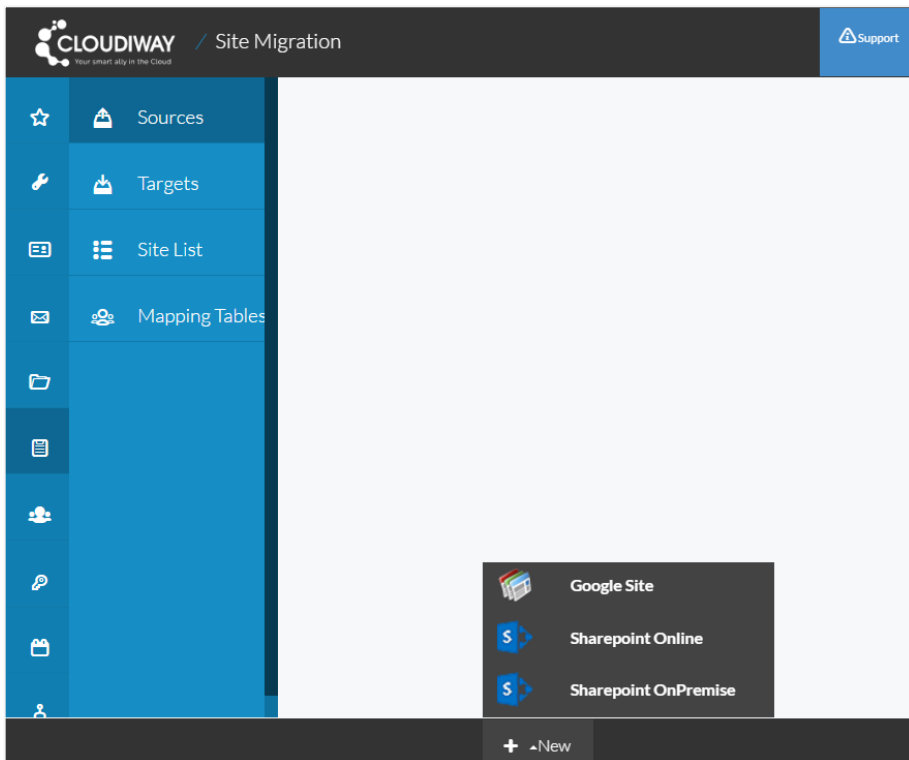 CLOUDIWAY
Your smart ally in the Cloud
/ Site Migration
Support
Sources
Targets
Site List
Mapping Tables
Google Site
S Sharepoint Online
S Sharepoint OnPremise
+ New